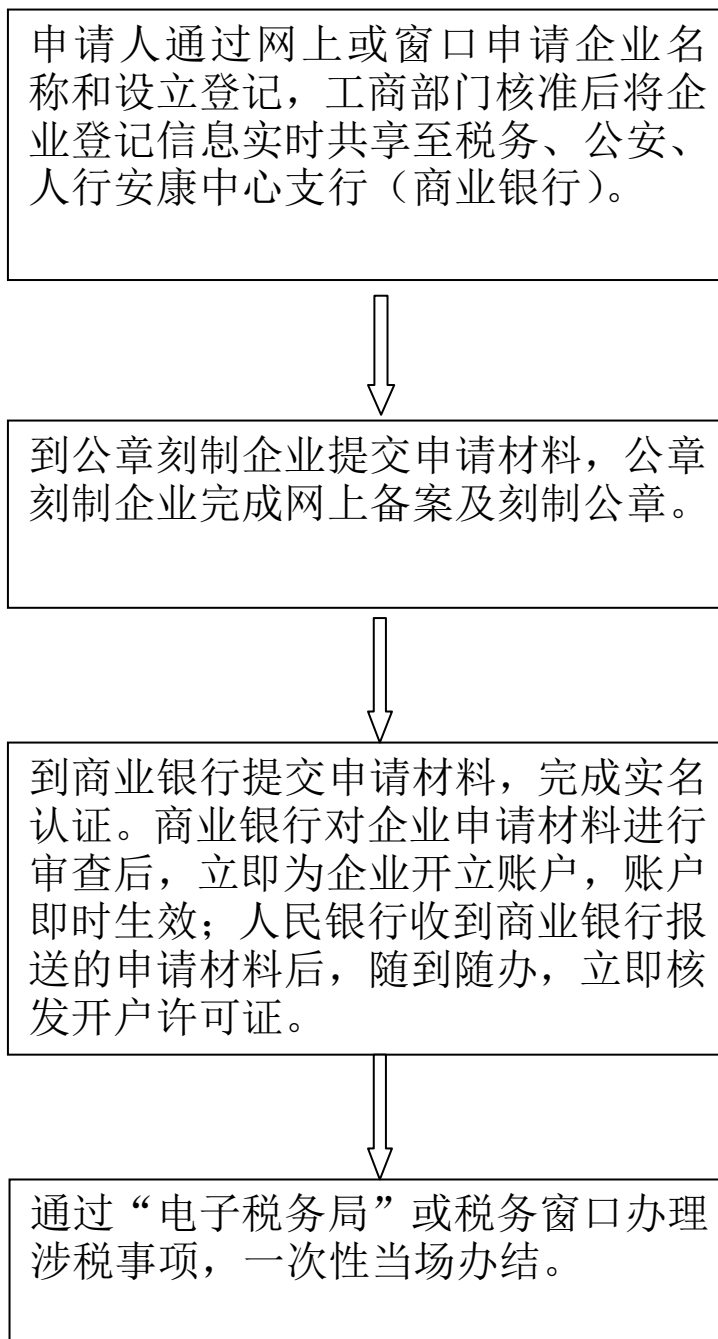 申请人通过网上或窗口申请企业名
称和设立登记，工商部门核准后将企
业登记信息实时共享至税务、公安、
人行安康中心支行（商业银行）。
到公章刻制企业提交申请材料，公章
刻制企业完成网上备案及刻制公章。
到商业银行提交申请材料，完成实名
认证。商业银行对企业申请材料进行
审查后，立即为企业开立账户，账户
即时生效；人民银行收到商业银行报
送的申请材料后，随到随办，立即核
发开户许可证。
通过“电子税务局”或税务窗口办理
涉税事项，一次性当场办结。